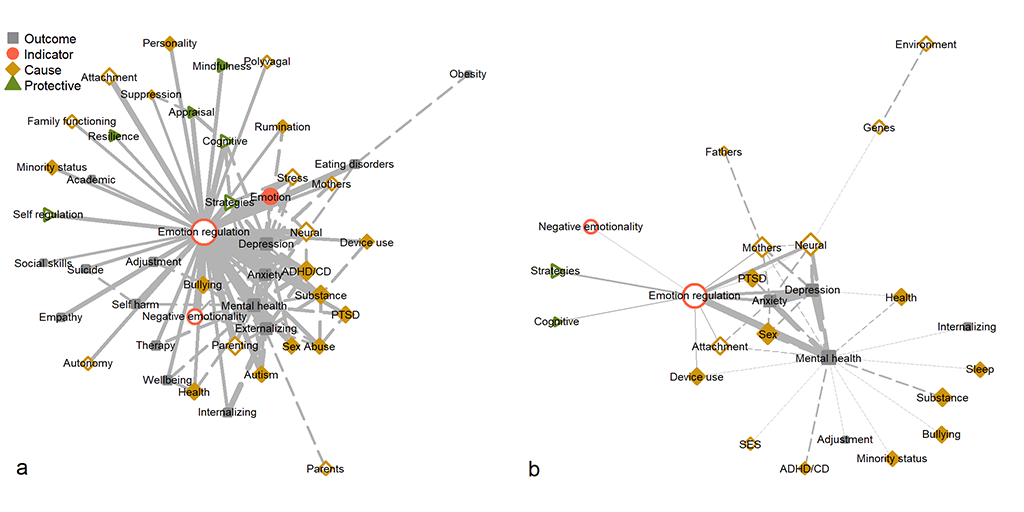 Outcome
Indicator
Cause
Protective
Personality
Mindfulness
Polyvagal
Attachment
Suppression
Obesity
Appraisal
Family functioning
Rumination
Resilience
Cognitive
Minority status
Eating disorders
Academic
Stress
Mothers
Strategies
Emotion
Self regulation
Emotion regulation
Neural
Depression
Device use
Social skills
Suicide
Adjustment
Anxiety
ADHD/CD
Bullying
Substance
Self harm
Mental health
Empathy
Negative emotionality
PTSD
Externalizing
Therapy
Parenting
Sex
Abuse
Autonomy
Wellbeing
Autism
Health
Internalizing
Parents
a
Environment
Genes
Fathers
Negative emotionality
Mothers
Neural
Strategies
PTSD
Emotion regulation
Depression
Anxiety
Health
Cognitive
Internalizing
Sex
Attachment
Mental health
Device use
Sleep
Substance
Bullying
SES
Adjustment
Minority status
ADHD/CD
b